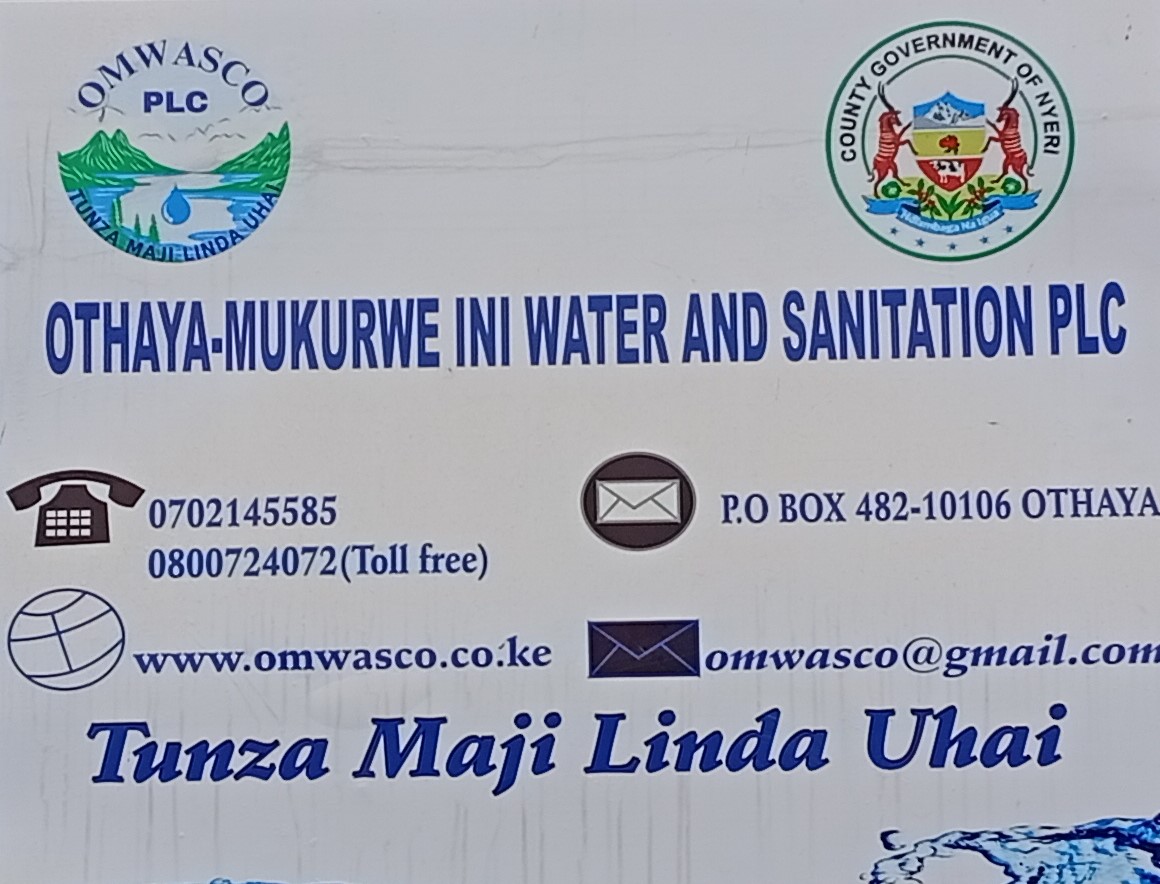 OMWASCO
PLC
TUNZA MAJI LINDA UHAI
COUNTY GOVERNMENT OF NYERI
OTHAYA-MUKURWE INI WATER AND SANITATION PLC
0702145585
0800724072(Toll free)
P.O BOX 482-10106 OTHAYA
www.omwasco.co.ke
omwasco@gmail.com
Tunza Maji Linda Uhai